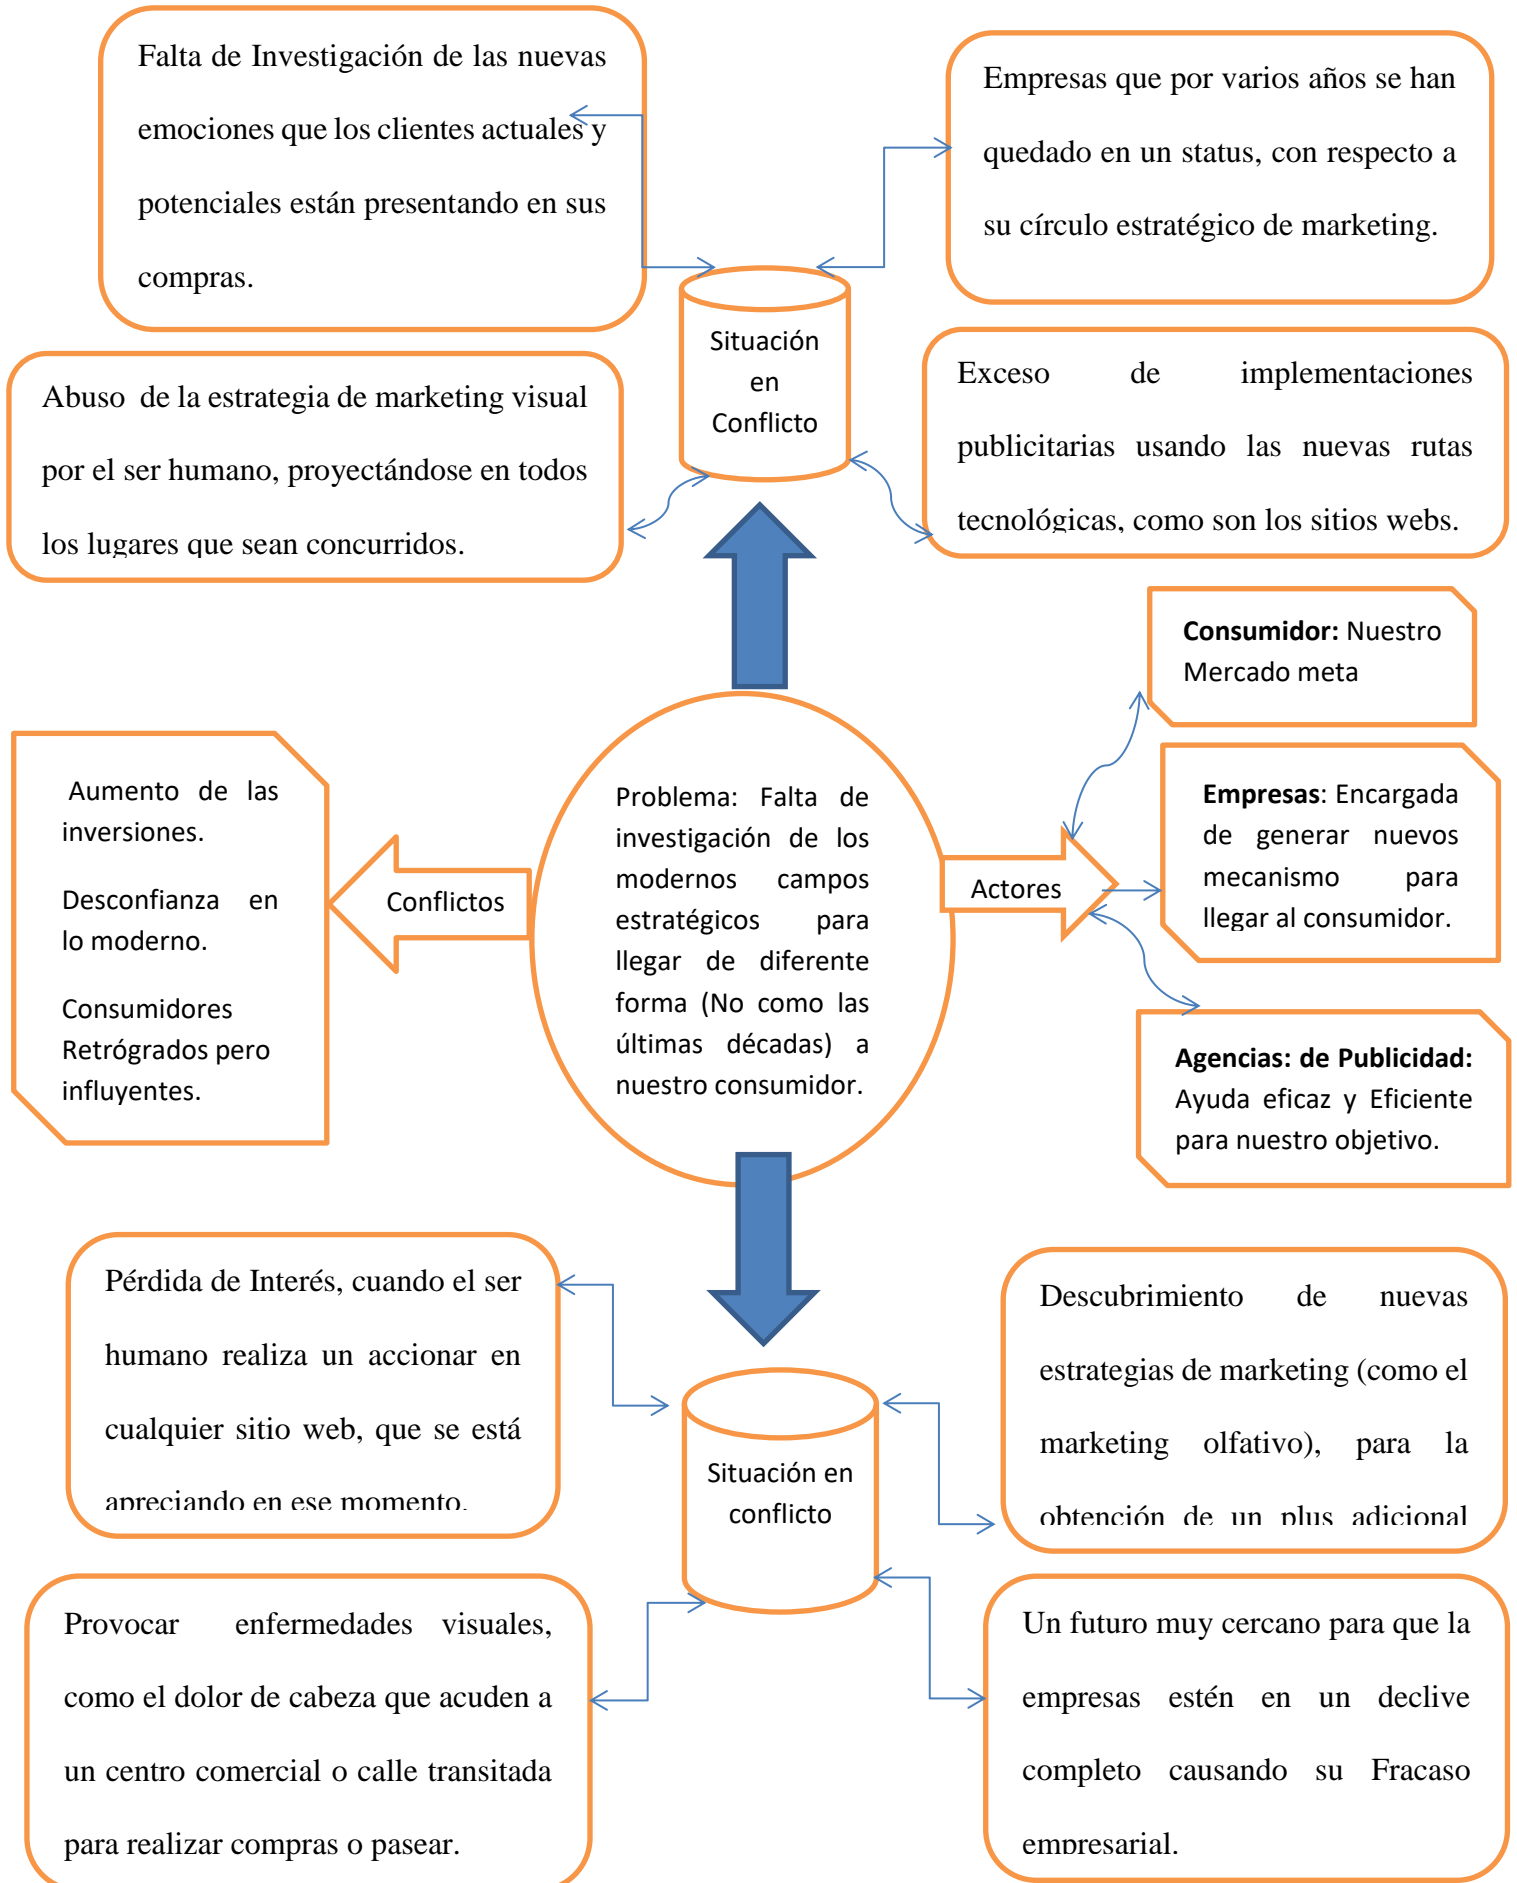 Falta de Investigación de las nuevas
emociones que los clientes actuales y
potenciales están presentando en sus
compras.
Empresas que por varios años se han
quedado en un status, con respecto a
su círculo estratégico de marketing.
Situación
en
Conflicto
Abuso de la estrategia de marketing visual
por el ser humano, proyectándose en todos
los lugares que sean concurridos.
Exceso de implementaciones
publicitarias usando las nuevas rutas
tecnológicas, como son los sitios webs.
Consumidor: Nuestro
Mercado meta
Aumento de las
inversiones.
Desconfianza en
lo moderno.
Consumidores
Retrógrados pero
influyentes.
Conflictos
Problema: Falta de
investigación de los
modernos campos
estratégicos para
llegar de diferente
forma (No como las
últimas décadas) a
nuestro consumidor.
Actores
Empresas: Encargada
de generar nuevos
mecanismo para
llegar al consumidor.
Agencias: de Publicidad:
Ayuda eficaz y Eficiente
para nuestro objetivo.
Pérdida de Interés, cuando el ser
humano realiza un accionar en
cualquier sitio web, que se está
apreciando en ese momento.
Descubrimiento de nuevas
estrategias de marketing (como el
marketing olfativo), para la
obtención de un plus adicional
Situación en
conflicto
Provocar enfermedades visuales,
como el dolor de cabeza que acuden a
un centro comercial o calle transitada
para realizar compras o pasear.
Un futuro muy cercano para que la
empresas estén en un declive
completo causando su Fracaso
empresarial.